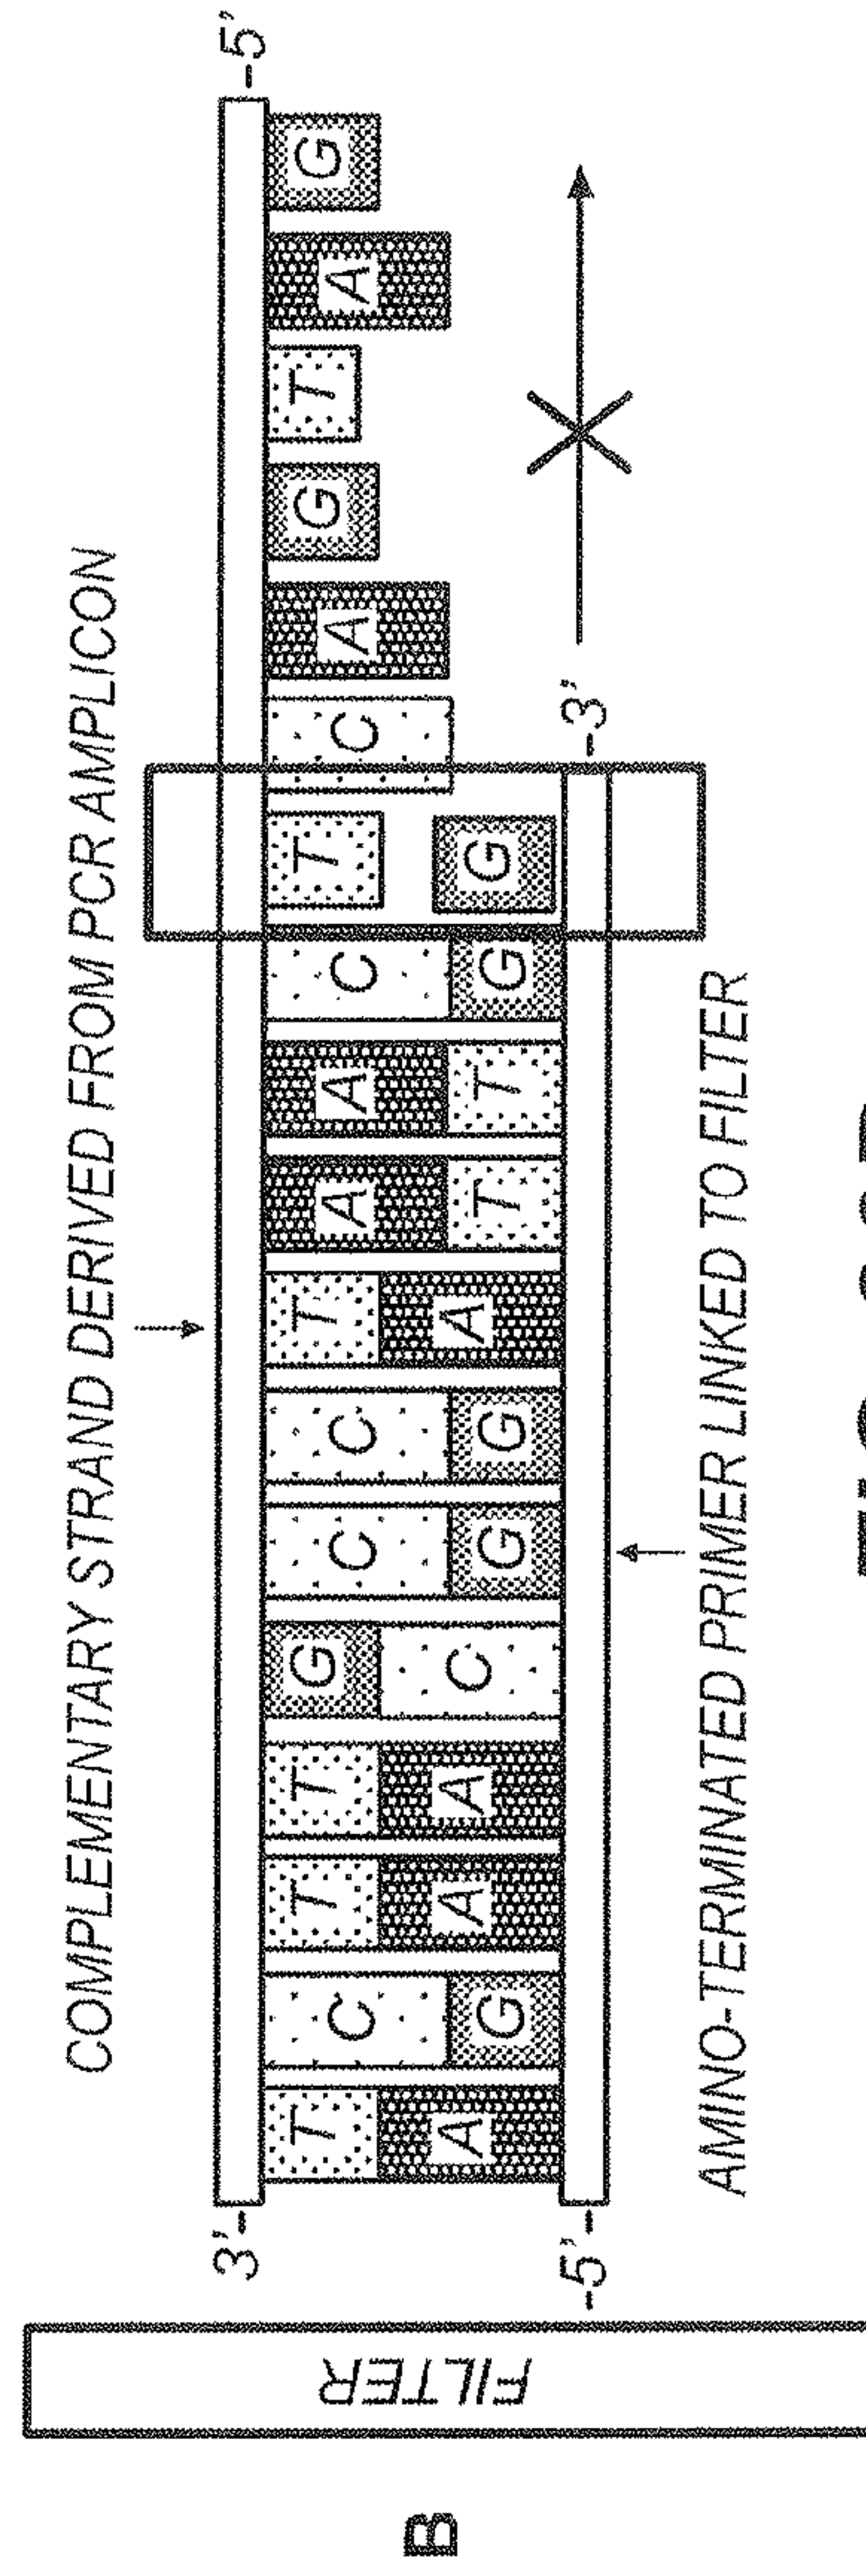 B
COMPLEMENTARY STRAND DERIVED FROM PCR AMPLICON
3'- T C T T G C C T A A C T C A G T A G -5'
-5'- A G A A C G G A T T G G -3'
FILTER
AMINO-TERMINATED PRIMER LINKED TO FILTER